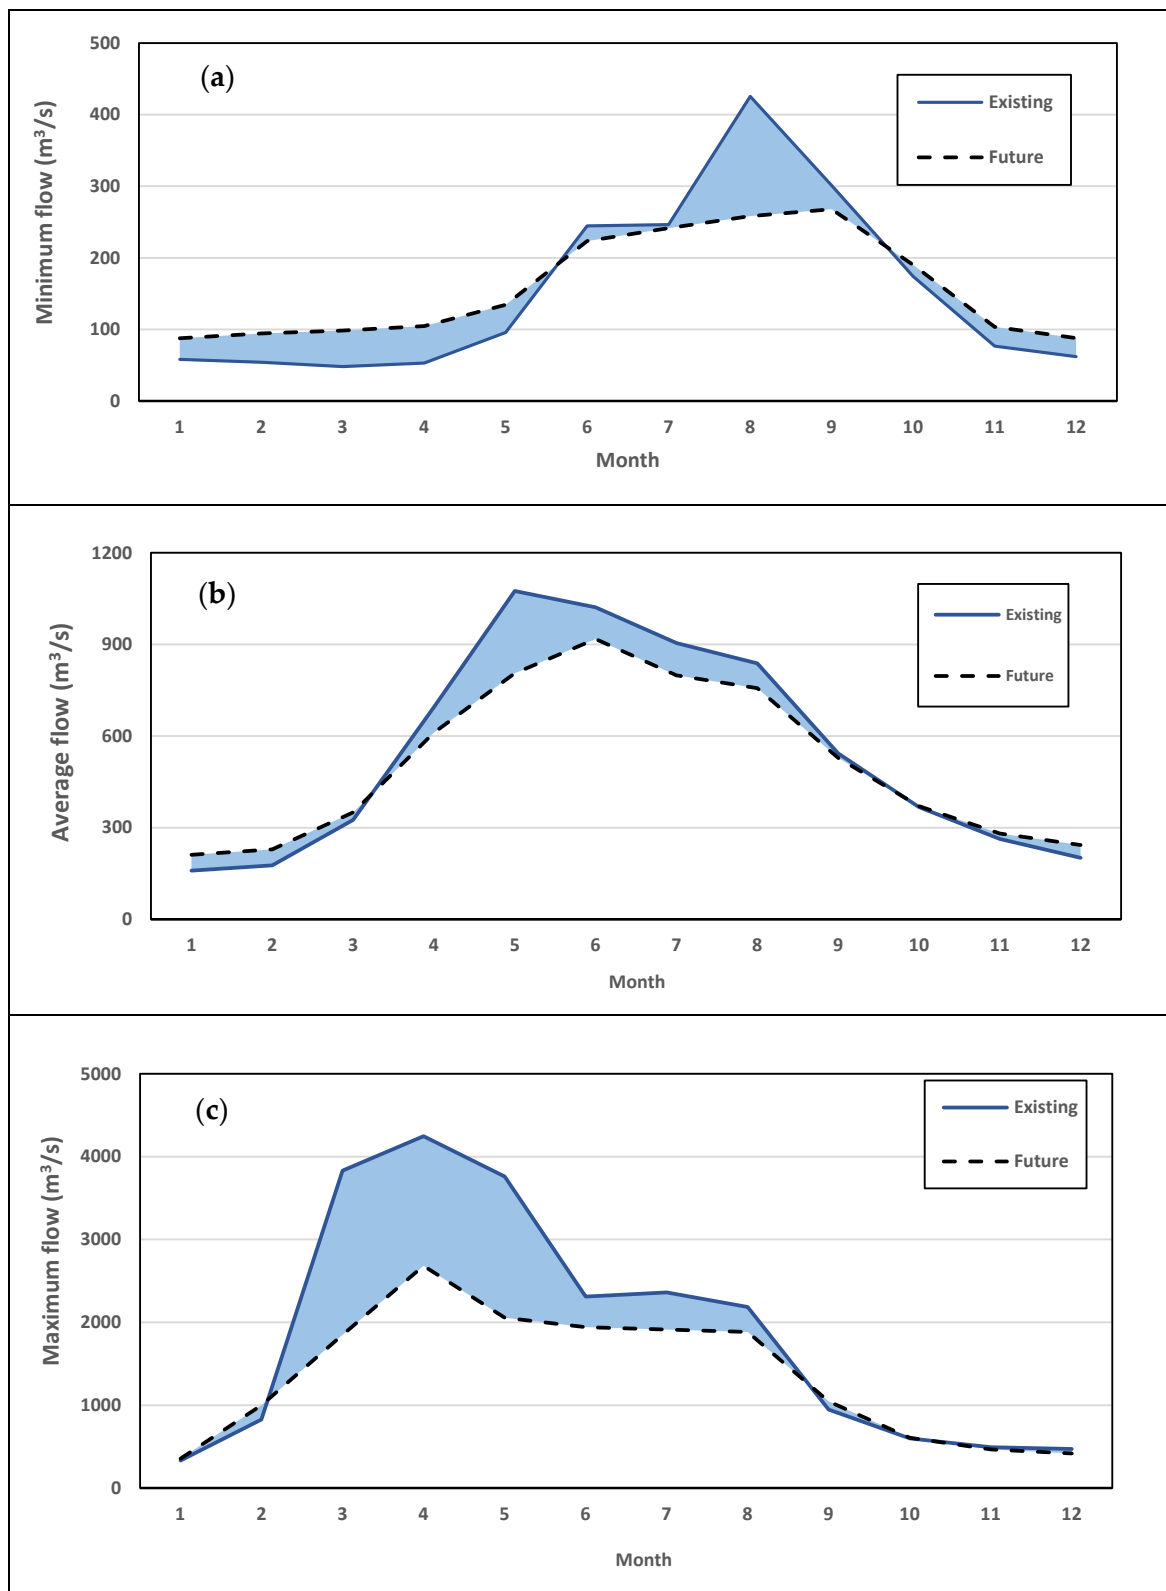 (a)
Minimum flow (m³/s)
500
400
300
200
100
0
Existing
Future
1 2 3 4 5 6 7 8 9 10 11 12
Month
(b)
Average flow (m³/s)
1200
900
600
300
0
Existing
Future
1 2 3 4 5 6 7 8 9 10 11 12
Month
(c)
Maximum flow (m³/s)
5000
4000
3000
2000
1000
0
Existing
Future
1 2 3 4 5 6 7 8 9 10 11 12
Month